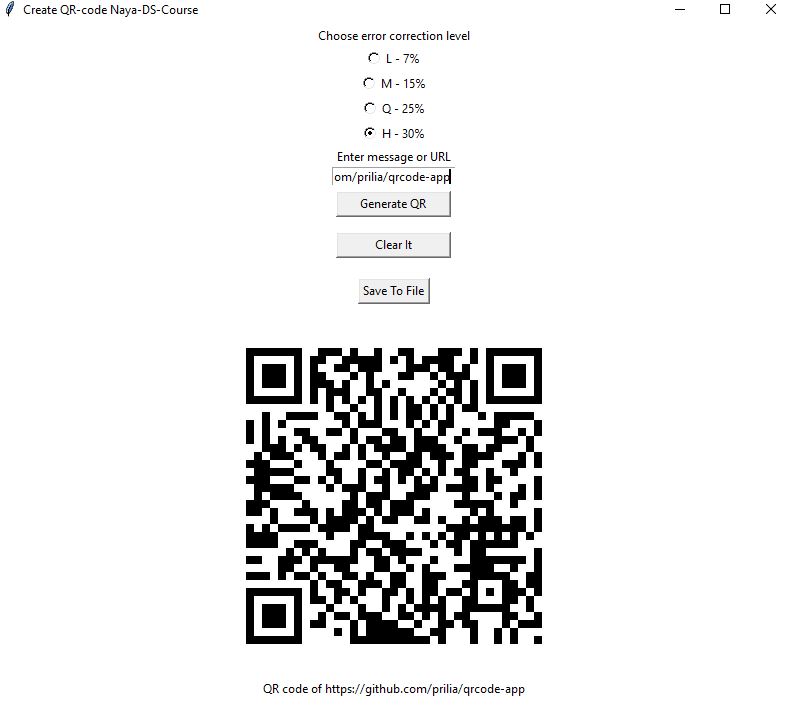 Create QR-code Naya-DS-Course
Choose error correction level
L - 7%
M - 15%
Q - 25%
H - 30%
Enter message or URL
om/prilia/qrcode-app
Generate QR
Clear It
Save To File
QR code of https://github.com/prilia/qrcode-app